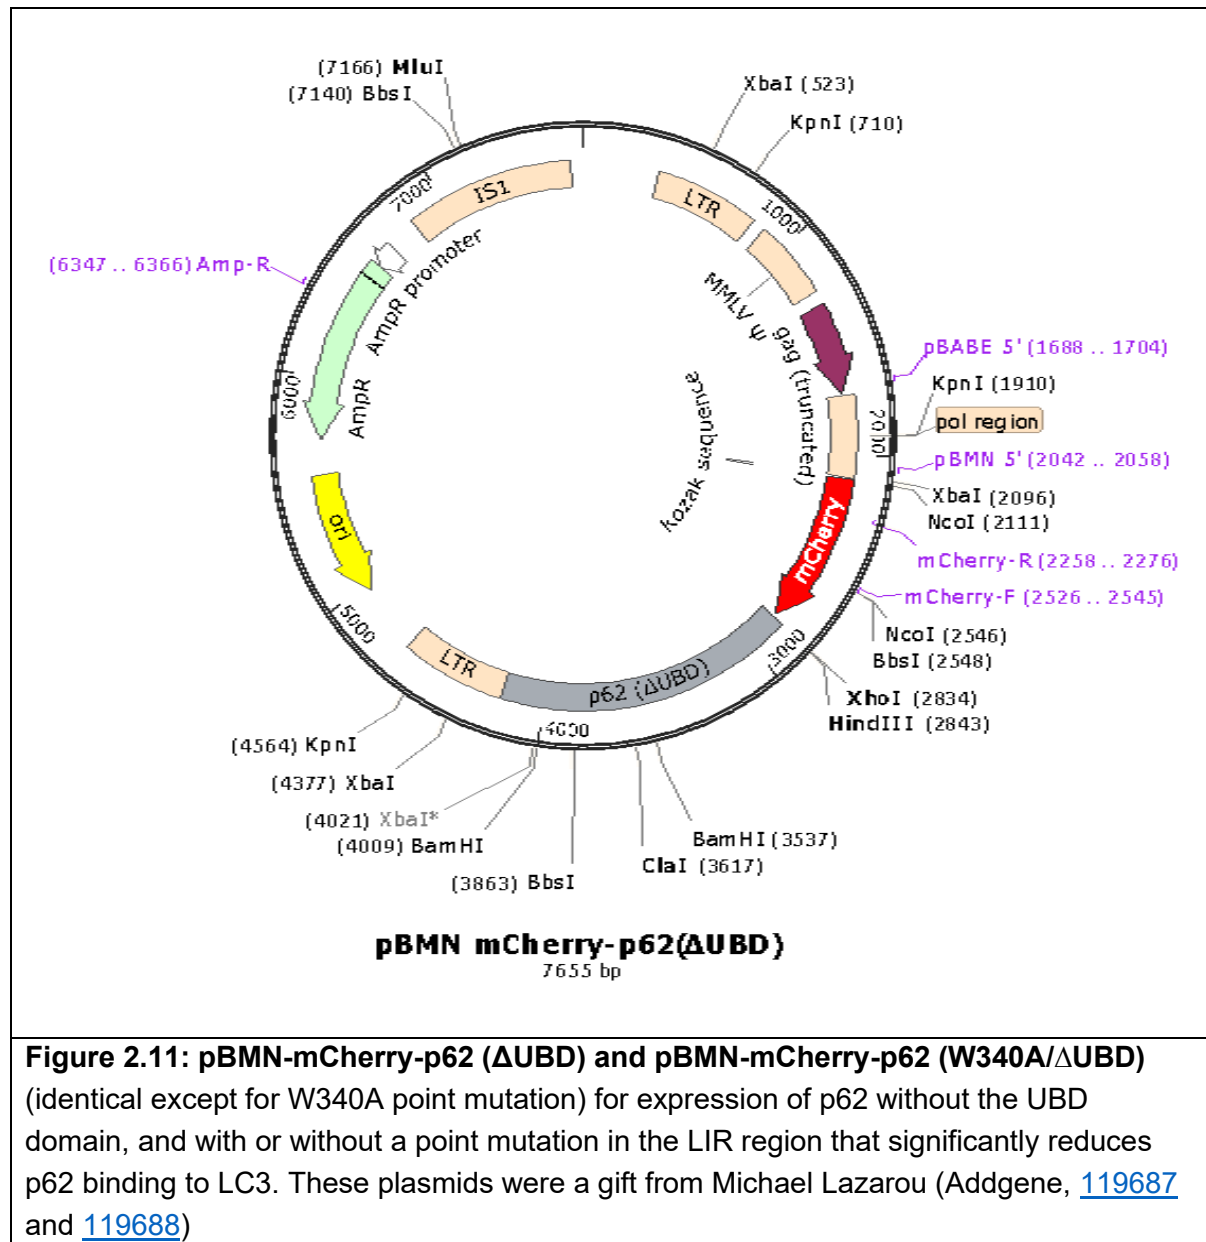 (7166) MluI
(7140) BbsI
XbaI (523)
KpnI (710)
7000
IS1
LTR
1000
MMLV Ψ
gag (truncated)
(6347 .. 6366) Amp-R
AmpR promoter
AmpR
6000
pBABE 5' (1688 .. 1704)
KpnI (1910)
pol region
2000
pBMN 5' (2042 .. 2058)
XbaI (2096)
NcoI (2111)
kozak sequence
mCherry
mCherry-R (2258 .. 2276)
mCherry-F (2526 .. 2545)
NcoI (2546)
BbsI (2548)
ori
5000
3000
XhoI (2834)
HindIII (2843)
LTR
p62 (ΔUBD)
4000
(4564) KpnI
(4377) XbaI
(4021) XbaI*
(4009) BamHI
(3863) BbsI
BamHI (3537)
ClaI (3617)
pBMN mCherry-p62(ΔUBD)
7655 bp
Figure 2.11: pBMN-mCherry-p62 (ΔUBD) and pBMN-mCherry-p62 (W340A/∆UBD)
(identical except for W340A point mutation) for expression of p62 without the UBD
domain, and with or without a point mutation in the LIR region that significantly reduces
p62 binding to LC3. These plasmids were a gift from Michael Lazarou (Addgene, 119687
and 119688)